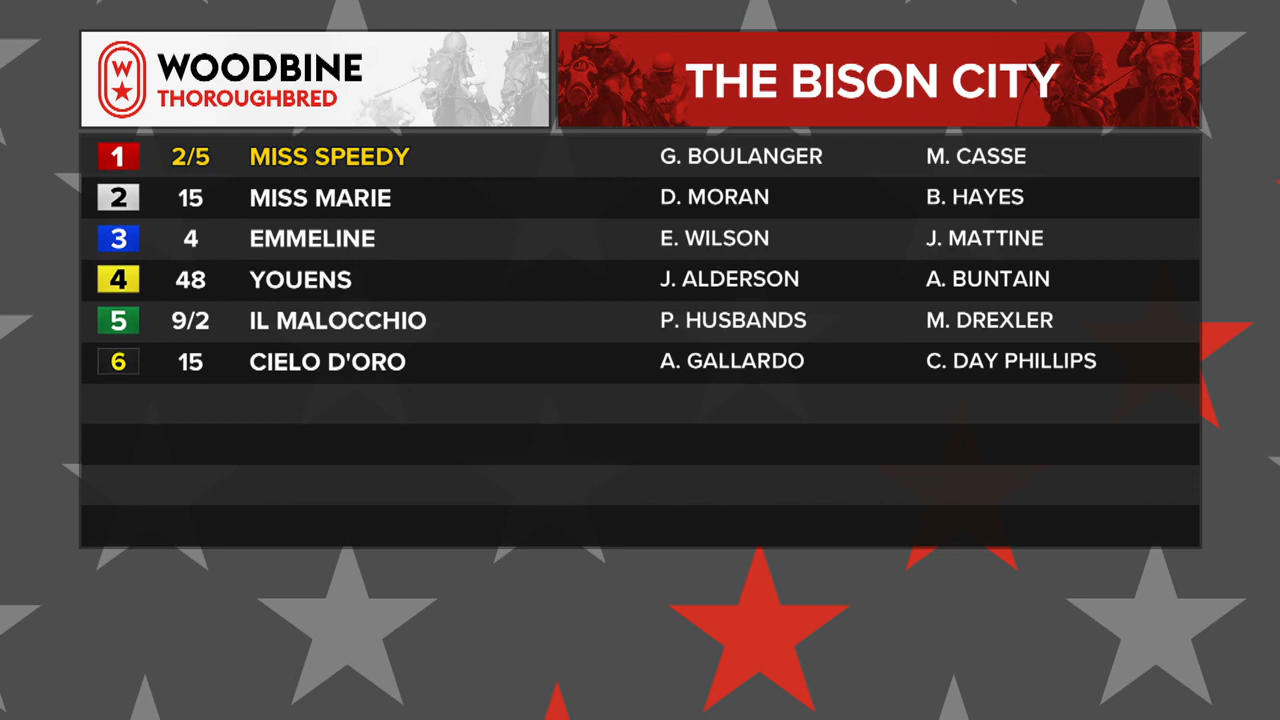 W
WOODBINE
THOROUGHBRED
THE BISON CITY
1 2/5 MISS SPEEDY G. BOULANGER M. CASSE
2 15 MISS MARIE D. MORAN B. HAYES
3 4 EMMELINE E. WILSON J. MATTINE
4 48 YOUENS J. ALDERSON A. BUNTAIN
5 9/2 IL MALOCCHIO P. HUSBANDS M. DREXLER
6 15 CIELO D'ORO A. GALLARDO C. DAY PHILLIPS